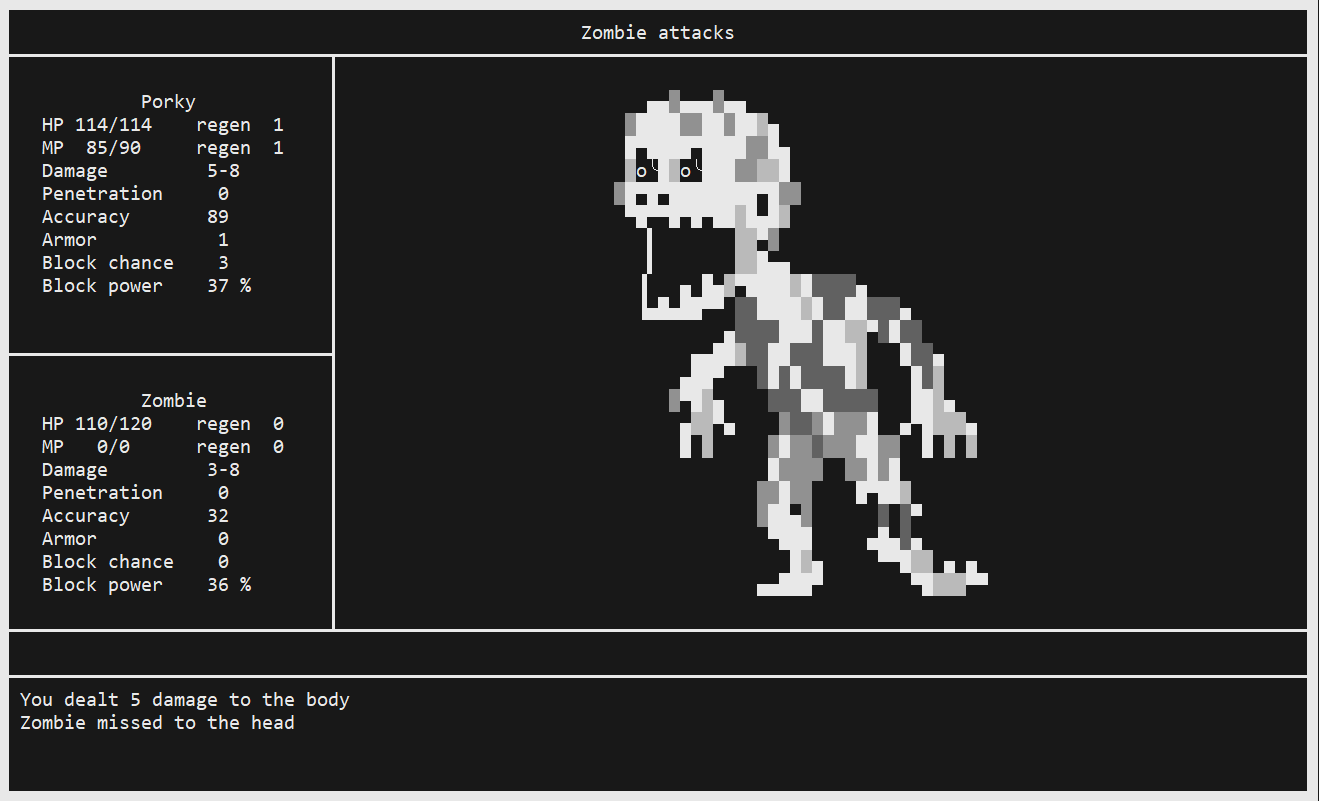 Zombie attacks
Porky
HP 114/114 regen 1
MP 85/90 regen 1
Damage 5-8
Penetration 0
Accuracy 89
Armor 1
Block chance 3
Block power 37 %
Zombie
HP 110/120 regen 0
MP 0/0 regen 0
Damage 3-8
Penetration 0
Accuracy 32
Armor 0
Block chance 0
Block power 36 %
You dealt 5 damage to the body
Zombie missed to the head